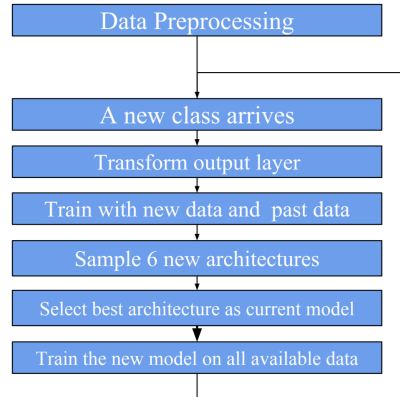 Data Preprocessing
A new class arrives
Transform output layer
Train with new data and past data
Sample 6 new architectures
Select best architecture as current model
Train the new model on all available data